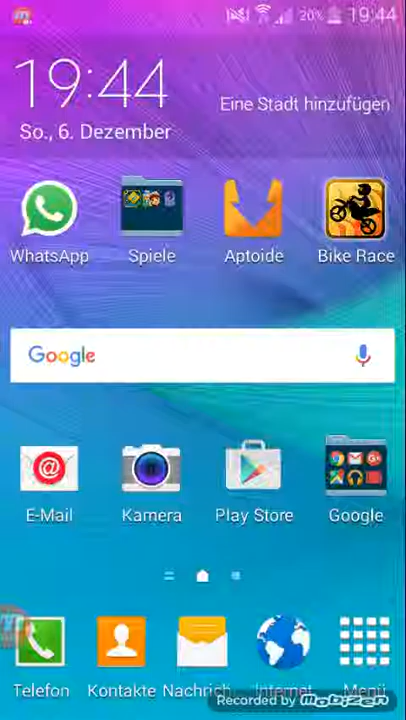 20% 19:44
19:44
Eine Stadt hinzufügen
So., 6. Dezember
WhatsApp Spiele Aptoide Bike Race
Google
E-Mail Kamera Play Store Google
Telefon Kontakte Nachrich Internet Menü
Recorded by Mobizen